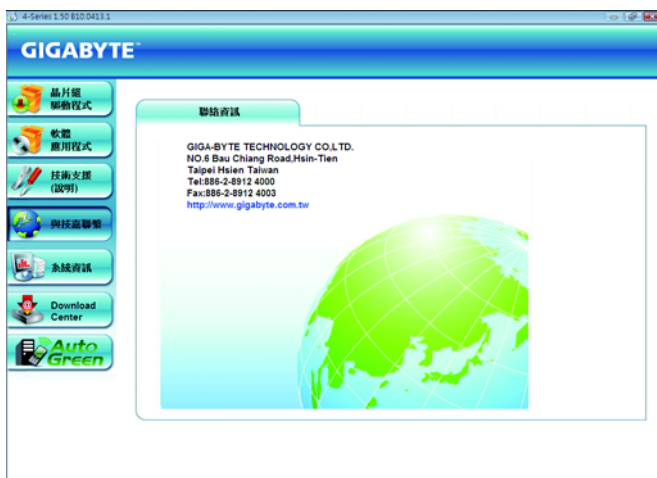 4-Series 1.50 B10.0413.1
GIGABYTE™
晶片組
驅動程式
軟體
應用程式
技術支援
(說明)
與技嘉聯繫
系統資訊
Download
Center
Auto
Green
聯絡資訊
GIGA-BYTE TECHNOLOGY CO,LTD.
NO.6 Bau Chiang Road,Hsin-Tien
Taipei Hsien Taiwan
Tel:886-2-8912 4000
Fax:886-2-8912 4003
http://www.gigabyte.com.tw